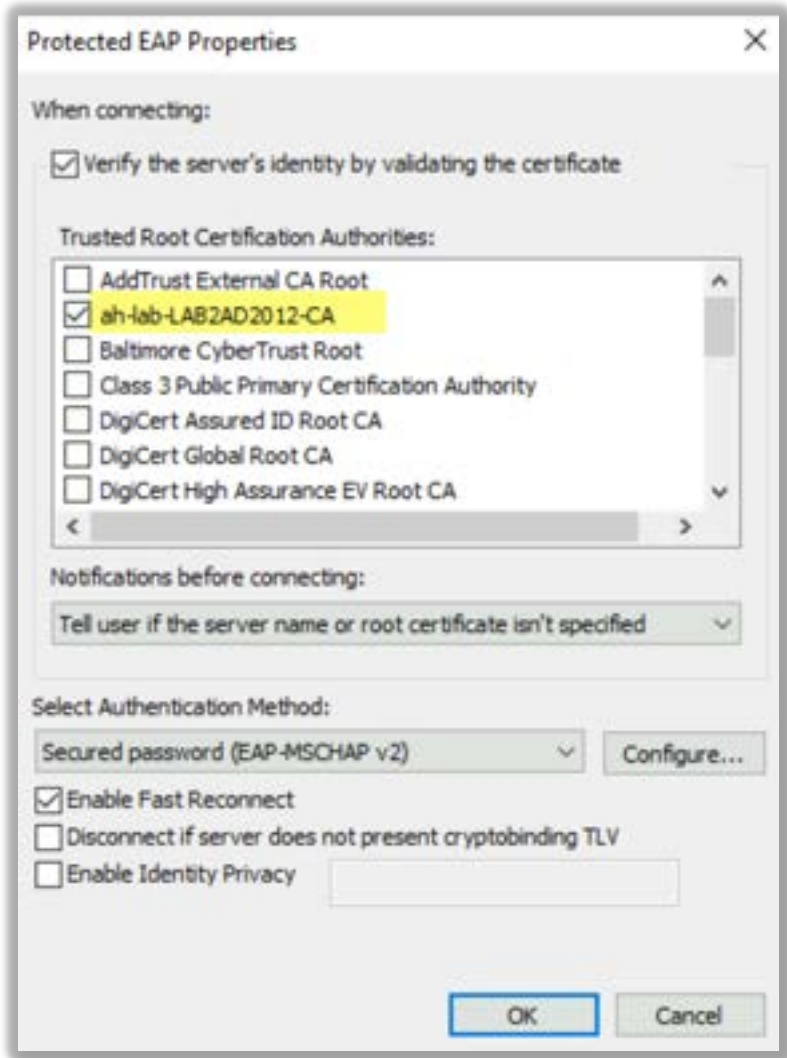 Protected EAP Properties
When connecting:
Verify the server's identity by validating the certificate
Trusted Root Certification Authorities:
AddTrust External CA Root
ah-lab-LAB2AD2012-CA
Baltimore CyberTrust Root
Class 3 Public Primary Certification Authority
DigiCert Assured ID Root CA
DigiCert Global Root CA
DigiCert High Assurance EV Root CA
Notifications before connecting:
Tell user if the server name or root certificate isn't specified
Select Authentication Method:
Secured password (EAP-MSCHAP v2) Configure...
Enable Fast Reconnect
Disconnect if server does not present cryptobinding TLV
Enable Identity Privacy
OK Cancel